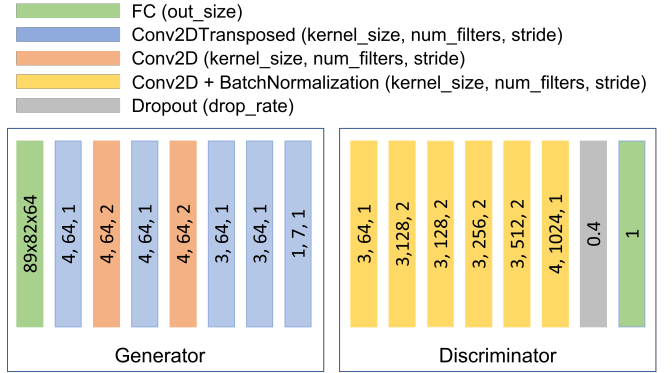 FC (out_size)
Conv2DTransposed (kernel_size, num_filters, stride)
Conv2D (kernel_size, num_filters, stride)
Conv2D + BatchNormalization (kernel_size, num_filters, stride)
Dropout (drop_rate)
89x82x64
4, 64, 1
4, 64, 2
4, 64, 1
4, 64, 2
3, 64, 1
3, 64, 1
1, 7, 1
Generator
3, 64, 1
3,128, 2
3, 128, 2
3, 256, 2
3, 512, 2
4, 1024, 1
0.4
1
Discriminator